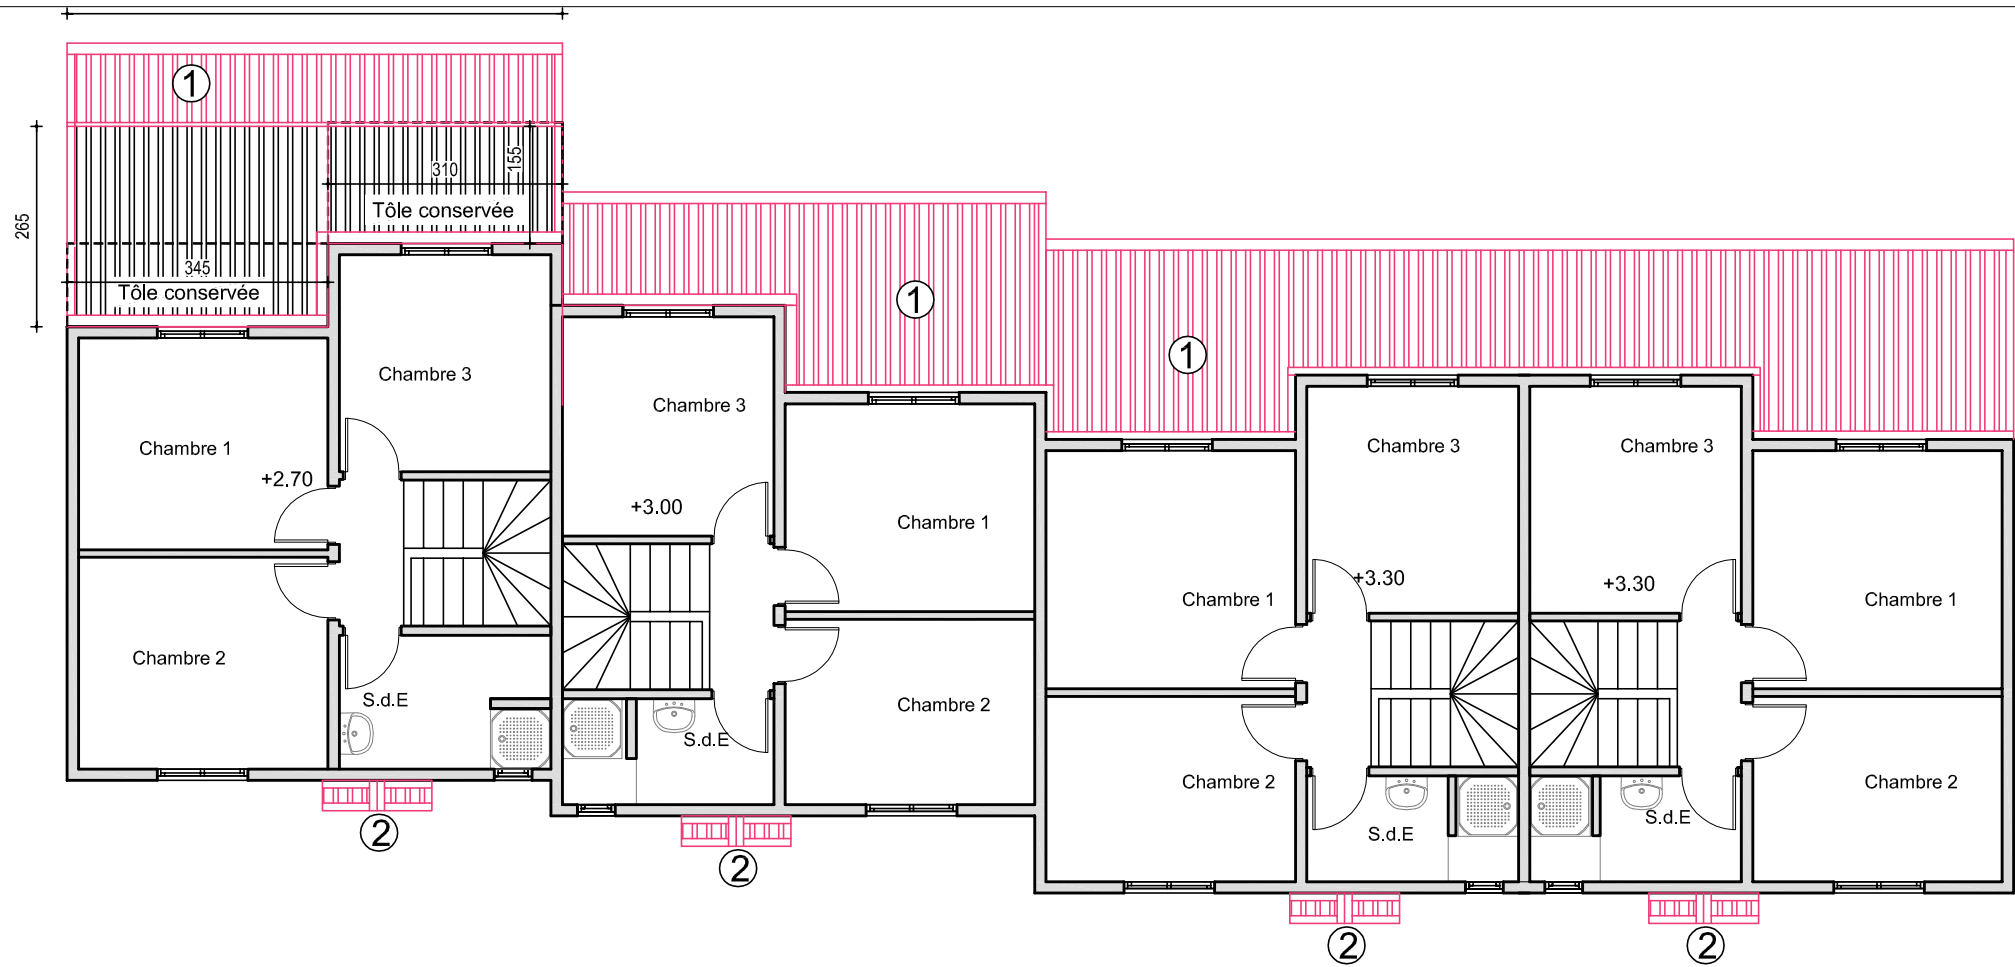 1
155
310
Tôle conservée
265
345
Tôle conservée
1
1
Chambre 3
Chambre 1
+2.70
Chambre 2
S.d.E
2
Chambre 3
+3.00
Chambre 1
S.d.E
Chambre 2
2
Chambre 3
+3.30
Chambre 1
Chambre 2
S.d.E
2
Chambre 3
+3.30
Chambre 1
Chambre 2
S.d.E
2